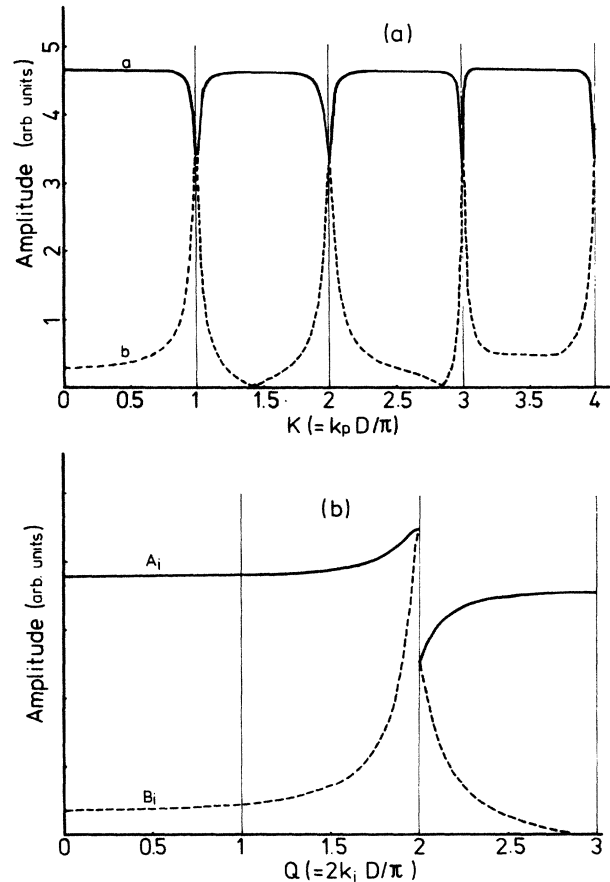 (a)
Amplitude (arb units)
5
4
3
2
1
a
b
0 0.5 1 1.5 2 2.5 3 3.5 4
K (= kₚ D/π)
(b)
Amplitude (arb. units)
Aᵢ
Bᵢ
0 0.5 1 1.5 2 2.5 3
Q (= 2kᵢ D/π)